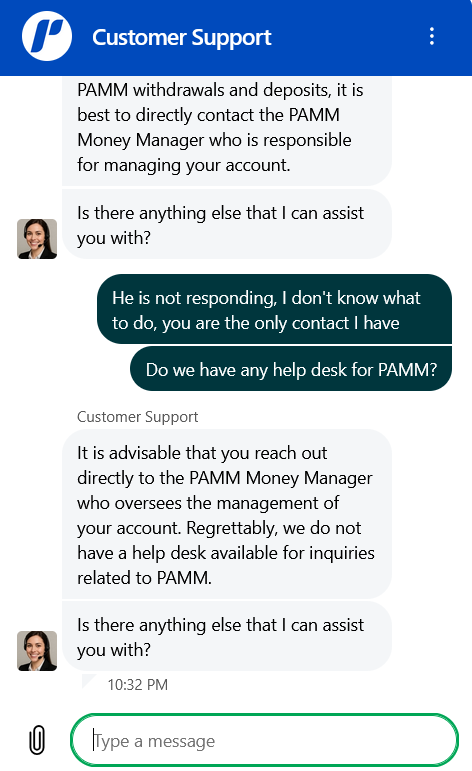 Customer Support
PAMM withdrawals and deposits, it is
best to directly contact the PAMM
Money Manager who is responsible
for managing your account.
Is there anything else that I can assist
you with?
He is not responding, I don't know what
to do, you are the only contact I have
Do we have any help desk for PAMM?
Customer Support
It is advisable that you reach out
directly to the PAMM Money Manager
who oversees the management of
your account. Regrettably, we do not
have a help desk available for inquiries
related to PAMM.
Is there anything else that I can assist
you with?
10:32 PM
Type a message